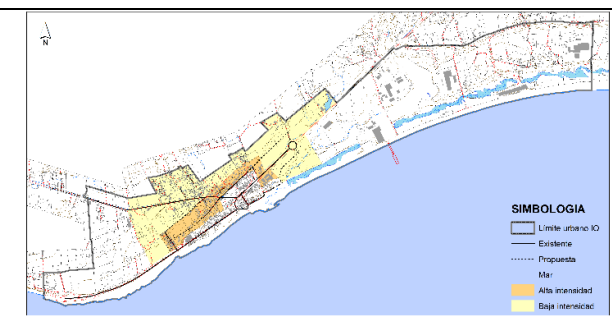 N
SIMBOLOGIA
Límite urbano IO
Existente
Propuesta
Mar
Alta intensidad
Baja intensidad